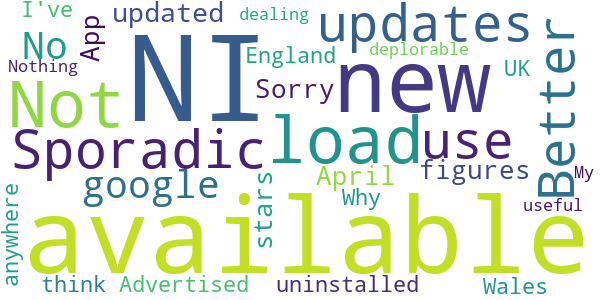 I've
updated
dealing
No
App
updates
deplorable
Nothing
NI
England
new
UK
Better
Not
Sorry
Sporadic
load
use
google
stars
April
figures
My
anywhere
Why
useful
available
think
Advertised
uninstalled
Wales